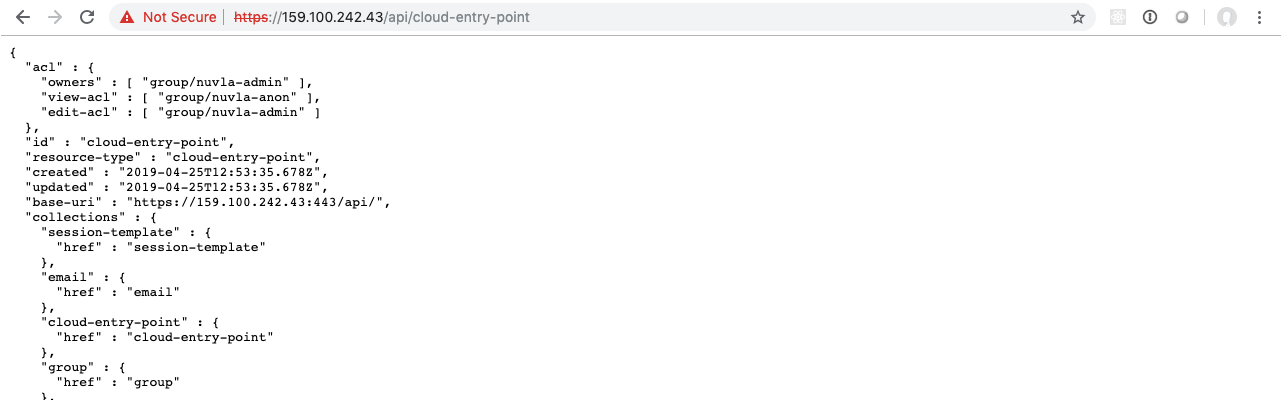 Not Secure | https://159.100.242.43/api/cloud-entry-point
{
  "acl" : {
    "owners" : [ "group/nuvla-admin" ],
    "view-acl" : [ "group/nuvla-anon" ],
    "edit-acl" : [ "group/nuvla-admin" ]
  },
  "id" : "cloud-entry-point",
  "resource-type" : "cloud-entry-point",
  "created" : "2019-04-25T12:53:35.678Z",
  "updated" : "2019-04-25T12:53:35.678Z",
  "base-uri" : "https://159.100.242.43:443/api/",
  "collections" : {
    "session-template" : {
      "href" : "session-template"
    },
    "email" : {
      "href" : "email"
    },
    "cloud-entry-point" : {
      "href" : "cloud-entry-point"
    },
    "group" : {
      "href" : "group"
    },